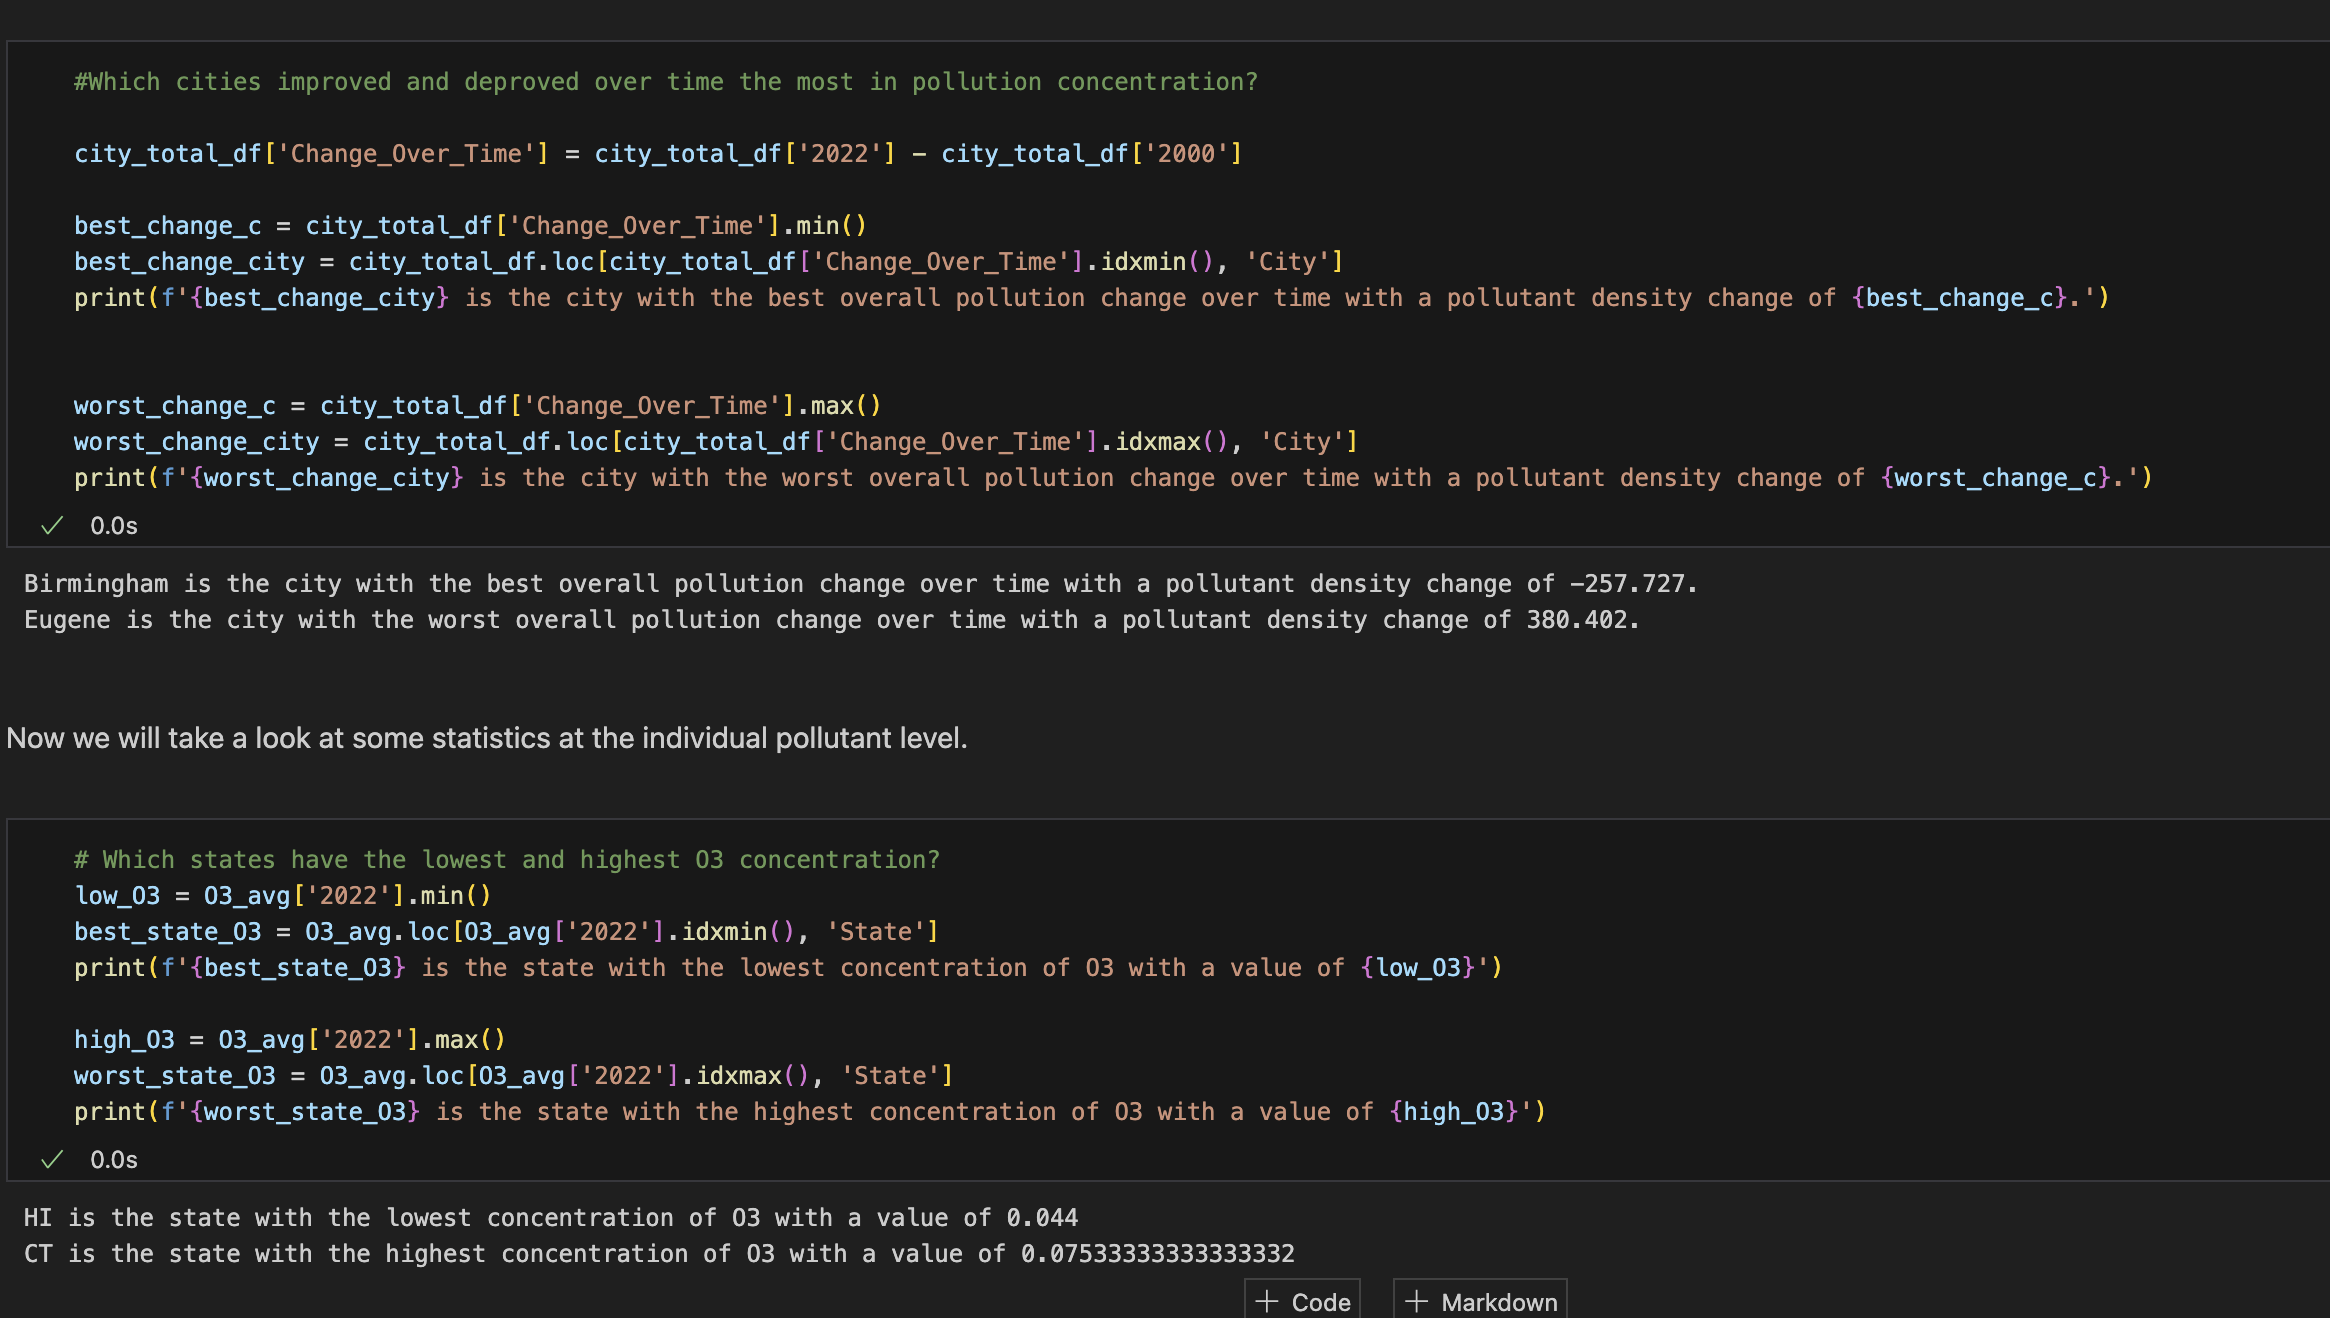 #Which cities improved and deproved over time the most in pollution concentration?
city_total_df['Change_Over_Time'] = city_total_df['2022'] - city_total_df['2000']
best_change_c = city_total_df['Change_Over_Time'].min()
best_change_city = city_total_df.loc[city_total_df['Change_Over_Time'].idxmin(), 'City']
print(f'{best_change_city} is the city with the best overall pollution change over time with a pollutant density change of {best_change_c}.')
worst_change_c = city_total_df['Change_Over_Time'].max()
worst_change_city = city_total_df.loc[city_total_df['Change_Over_Time'].idxmax(), 'City']
print(f'{worst_change_city} is the city with the worst overall pollution change over time with a pollutant density change of {worst_change_c}.')
✓ 0.0s
Birmingham is the city with the best overall pollution change over time with a pollutant density change of -257.727.
Eugene is the city with the worst overall pollution change over time with a pollutant density change of 380.402.
Now we will take a look at some statistics at the individual pollutant level.
# Which states have the lowest and highest O3 concentration?
low_O3 = O3_avg['2022'].min()
best_state_O3 = O3_avg.loc[O3_avg['2022'].idxmin(), 'State']
print(f'{best_state_O3} is the state with the lowest concentration of O3 with a value of {low_O3}')
high_O3 = O3_avg['2022'].max()
worst_state_O3 = O3_avg.loc[O3_avg['2022'].idxmax(), 'State']
print(f'{worst_state_O3} is the state with the highest concentration of O3 with a value of {high_O3}')
✓ 0.0s
HI is the state with the lowest concentration of O3 with a value of 0.044
CT is the state with the highest concentration of O3 with a value of 0.07533333333333332
+ Code + Markdown